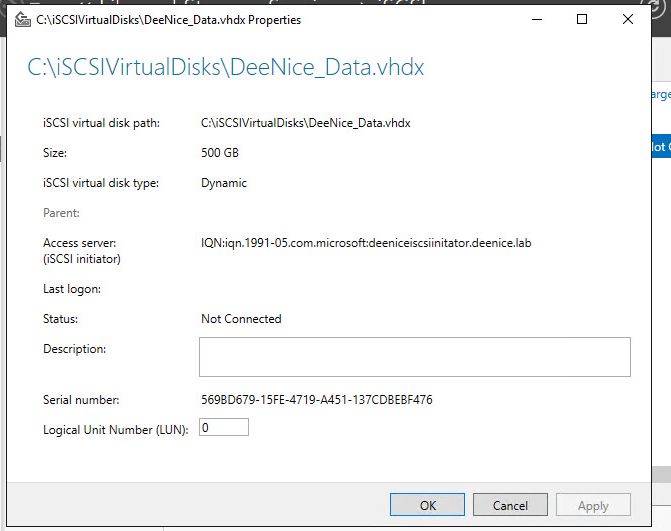 C:\iSCSIVirtualDisks\DeeNice_Data.vhdx Properties
C:\iSCSIVirtualDisks\DeeNice_Data.vhdx
iSCSI virtual disk path: C:\iSCSIVirtualDisks\DeeNice_Data.vhdx
Size: 500 GB
iSCSI virtual disk type: Dynamic
Parent:
Access server: IQN:iqn.1991-05.com.microsoft:deeniceiscsiinitator.deenice.lab
(iSCSI initiator)
Last logon:
Status: Not Connected
Description:
Serial number: 569BD679-15FE-4719-A451-137CDBEBF476
Logical Unit Number (LUN): 0
OK Cancel Apply